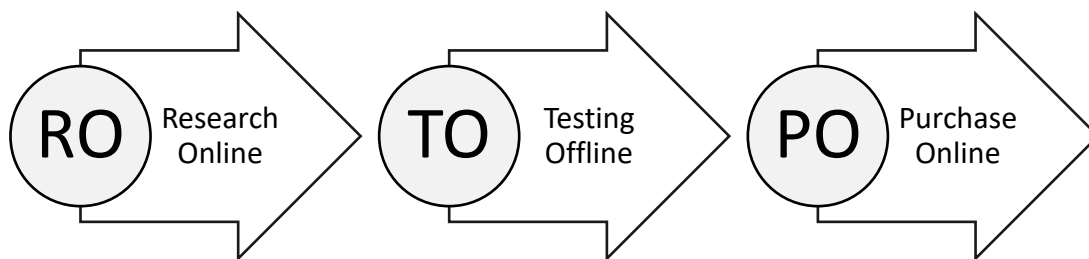 RO
Research
Online
TO
Testing
Offline
PO
Purchase
Online